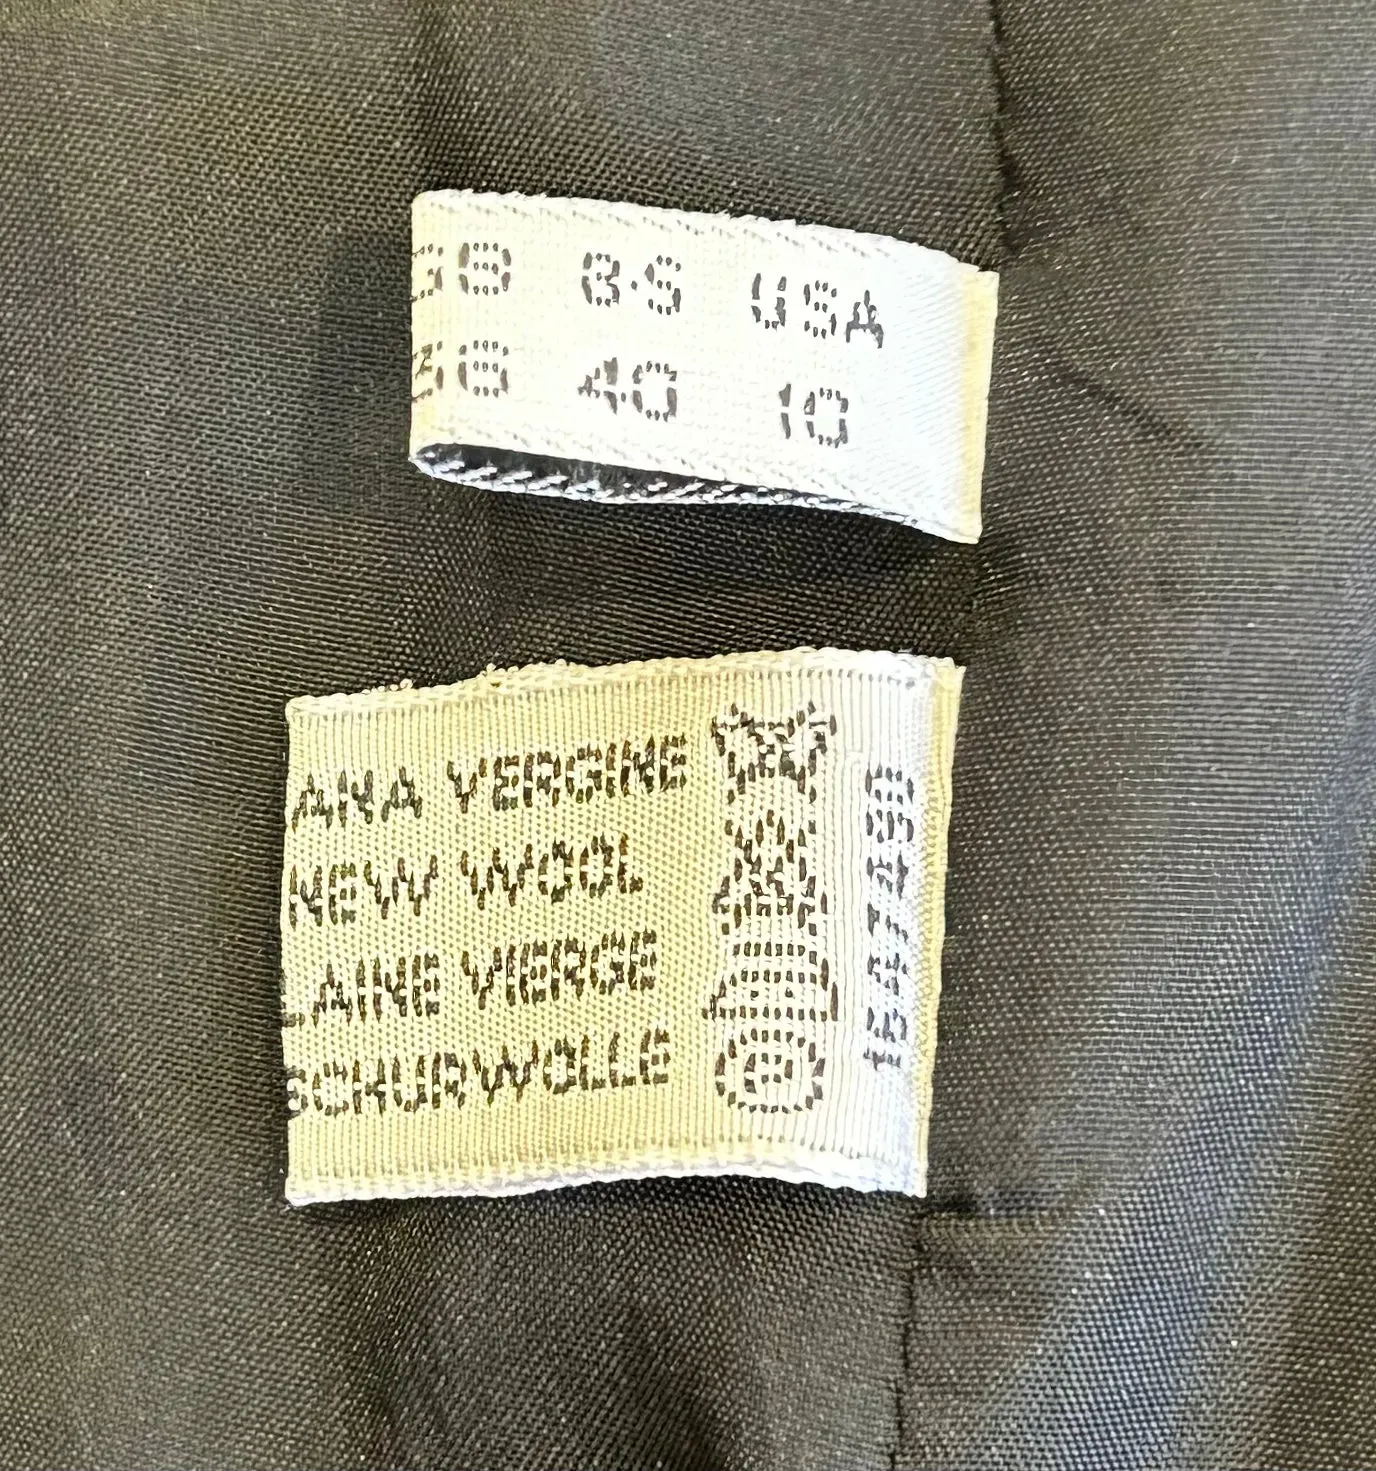 B·S USA
40 10
LANA VERGINE
NEW WOOL
LAINE VIERGE
SCHURWOLLE